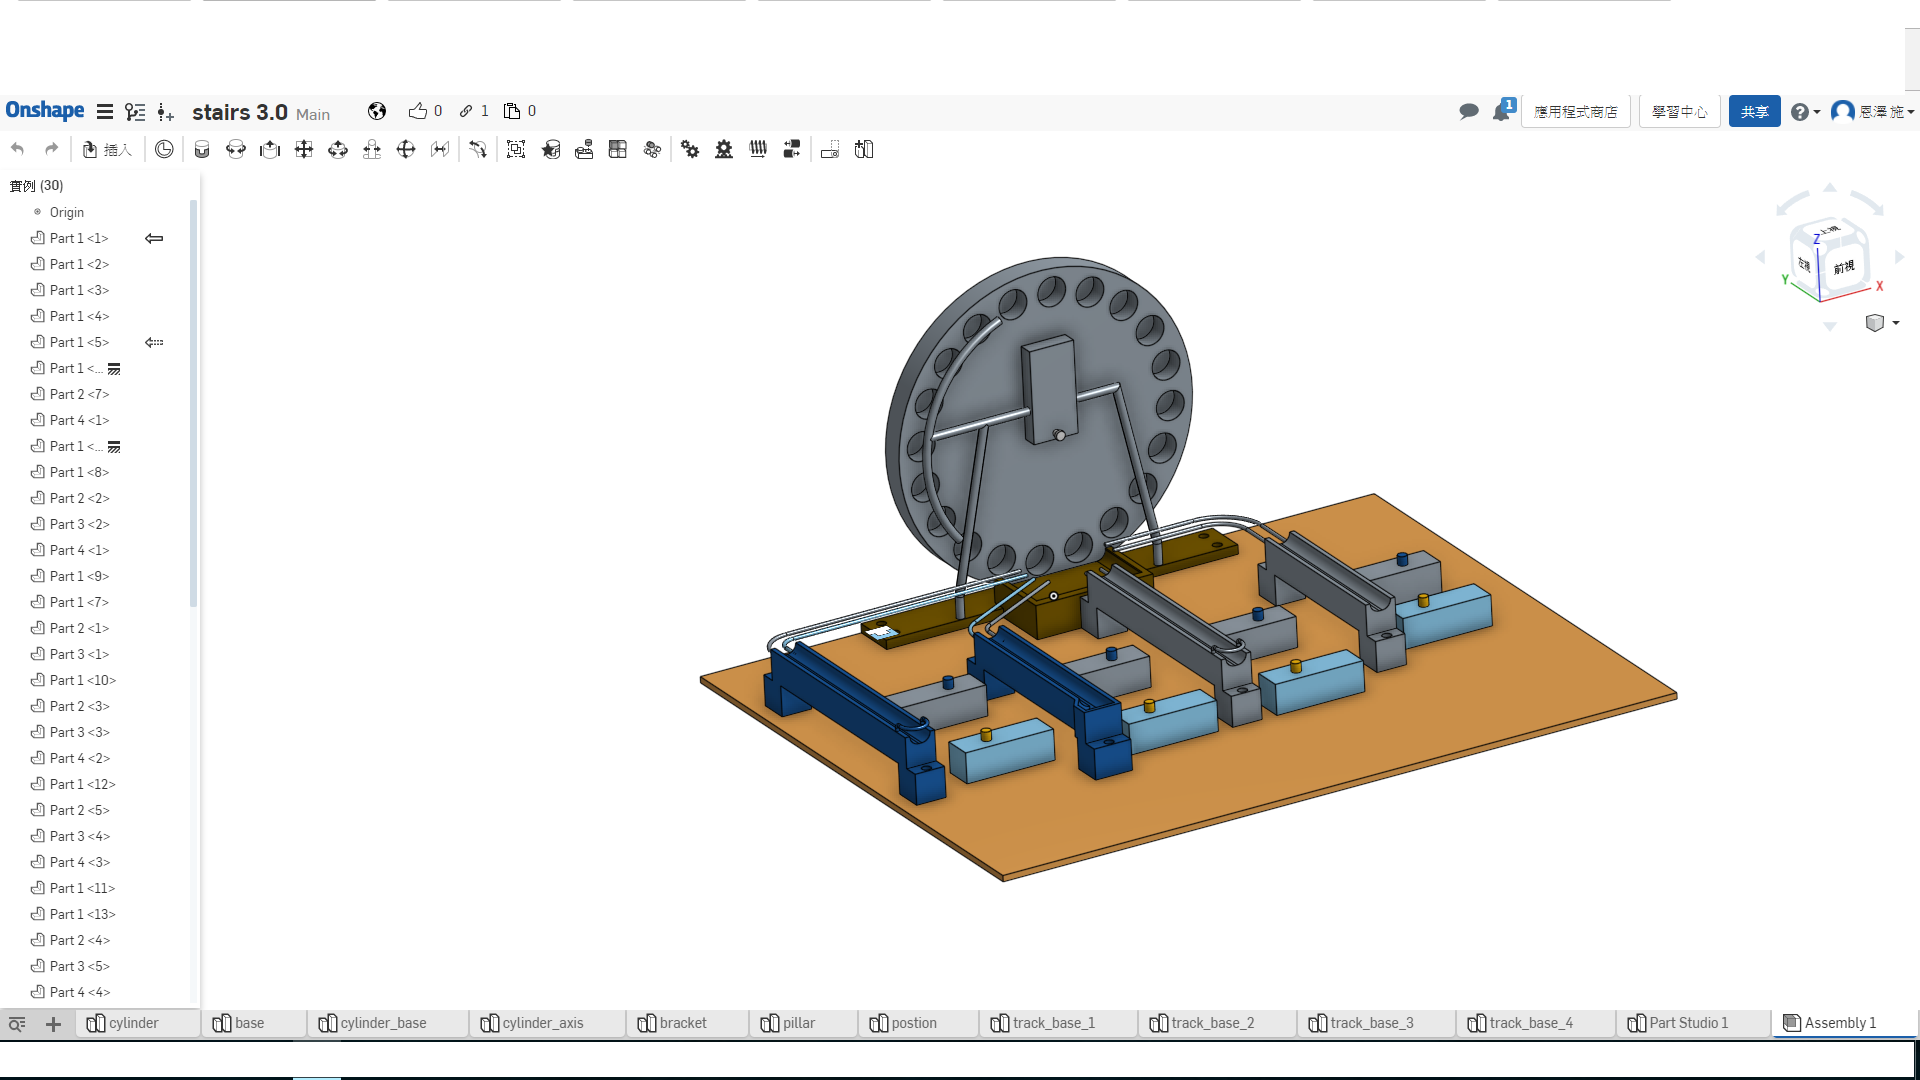 Onshape stairs 3.0 Main 0 1 0 1 應用程式商店 學習中心 共享 恩澤 施
插入
實例 (30)
Origin
Part 1 <1>
Part 1 <2>
Part 1 <3>
Part 1 <4>
Part 1 <5>
Part 1 <...
Part 2 <7>
Part 4 <1>
Part 1 <...
Part 1 <8>
Part 2 <2>
Part 3 <2>
Part 4 <1>
Part 1 <9>
Part 1 <7>
Part 2 <1>
Part 3 <1>
Part 1 <10>
Part 2 <3>
Part 3 <3>
Part 4 <2>
Part 1 <12>
Part 2 <5>
Part 3 <4>
Part 4 <3>
Part 1 <11>
Part 1 <13>
Part 2 <4>
Part 3 <5>
Part 4 <4>
上視
Z
左視
前視
Y
X
cylinder base cylinder_base cylinder_axis bracket pillar postion track_base_1 track_base_2 track_base_3 track_base_4 Part Studio 1 Assembly 1